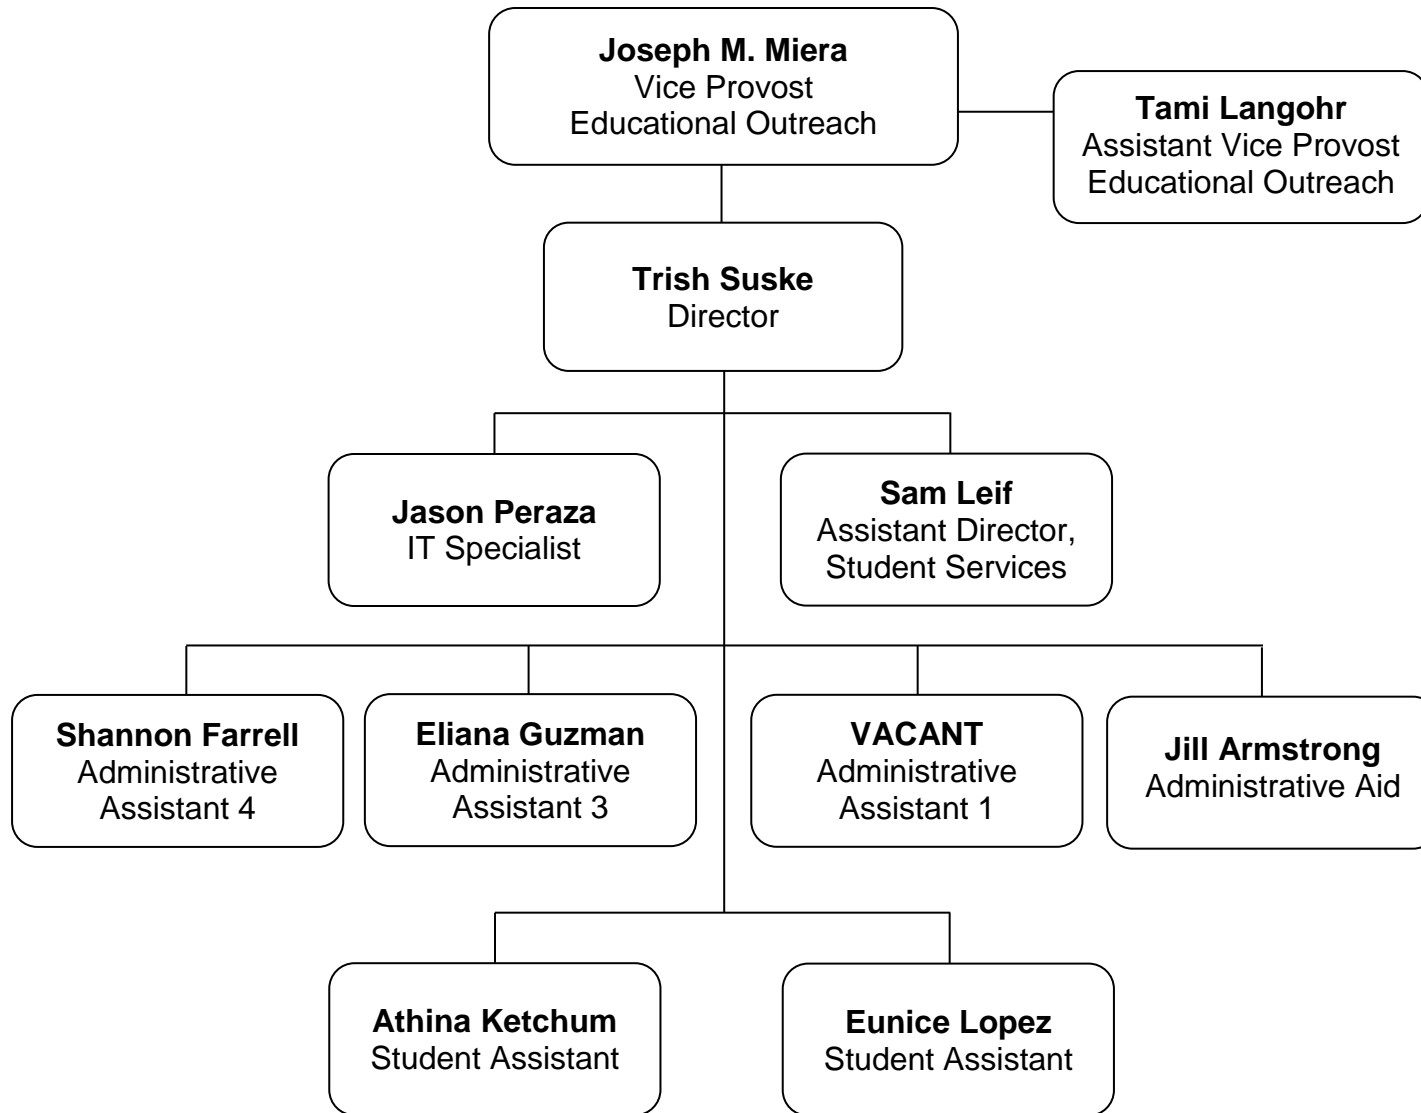 Joseph M. Miera
Vice Provost
Educational Outreach
Tami Langohr
Assistant Vice Provost
Educational Outreach
Trish Suske
Director
Jason Peraza
IT Specialist
Sam Leif
Assistant Director,
Student Services
Shannon Farrell
Administrative
Assistant 4
Eliana Guzman
Administrative
Assistant 3
VACANT
Administrative
Assistant 1
Jill Armstrong
Administrative Aid
Athina Ketchum
Student Assistant
Eunice Lopez
Student Assistant